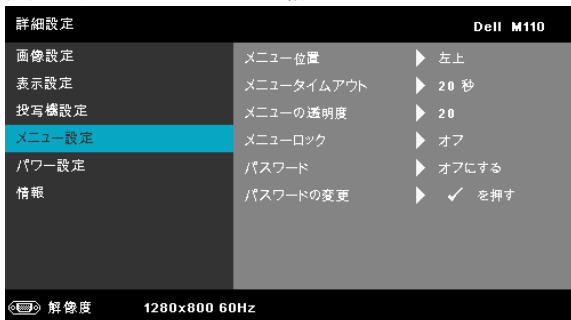 詳細設定 Dell M110
画像設定 メニュー位置 左上
表示設定 メニュータイムアウト 20 秒
投写機設定 メニューの透明度 20
メニュー設定 メニューロック オフ
パワー設定 パスワード オフにする
情報 パスワードの変更 ✓ を押す
解像度 1280x800 60Hz